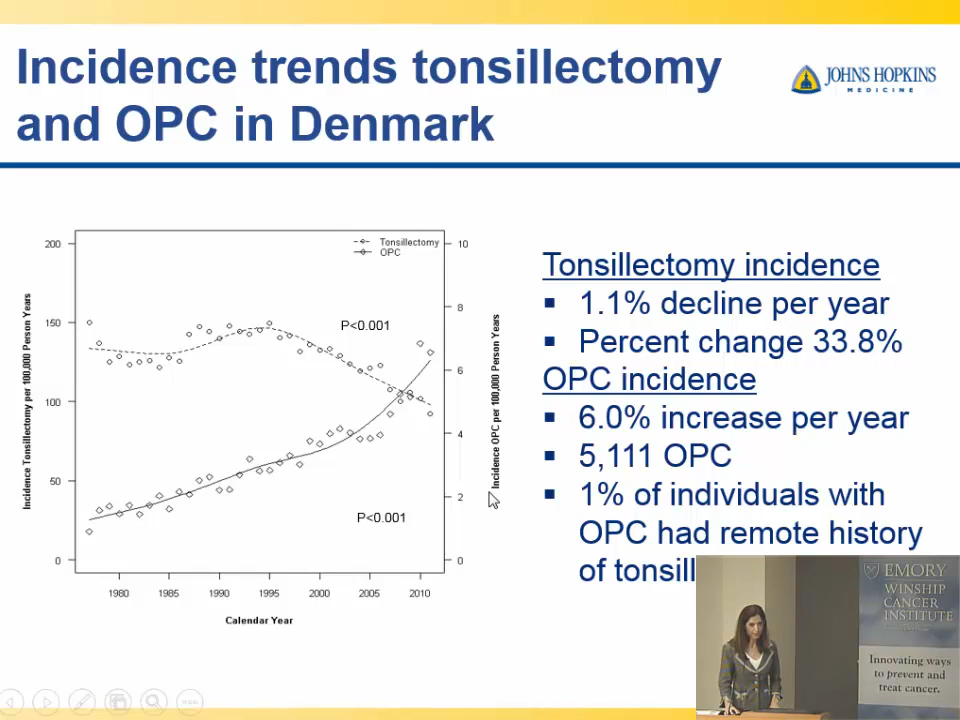 Incidence trends tonsillectomy
and OPC in Denmark
JOHNS HOPKINS
MEDICINE
Tonsillectomy
OPC
P<0.001
P<0.001
200
150
100
50
0
10
8
6
4
2
0
1980 1985 1990 1995 2000 2005 2010
Calendar Year
Incidence Tonsillectomy per 100,000 Person Years
Incidence OPC per 100,000 Person Years
Tonsillectomy incidence
▪ 1.1% decline per year
▪ Percent change 33.8%
OPC incidence
▪ 6.0% increase per year
▪ 5,111 OPC
▪ 1% of individuals with
OPC had remote history
of tonsill
EMORY
WINSHIP
CANCER
INSTITUTE
Innovating ways
to prevent and
treat cancer.